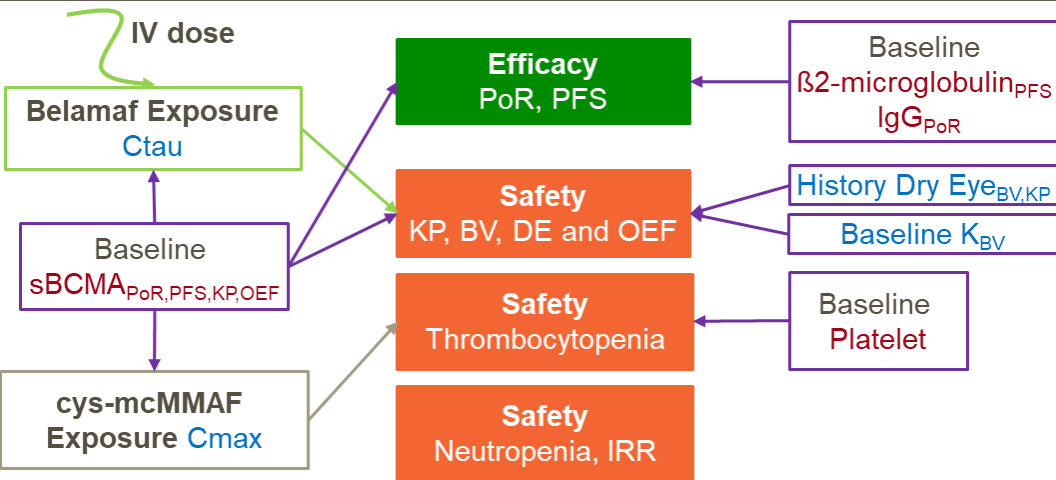 IV dose
Belamaf Exposure
Ctau
Baseline
sBCMAPoR,PFS,KP,OEF
cys-mcMMAF
Exposure Cmax
Efficacy
PoR, PFS
Safety
KP, BV, DE and OEF
Safety
Thrombocytopenia
Safety
Neutropenia, IRR
Baseline
ß2-microglobulinPFS
IgGPoR
History Dry EyeBV,KP
Baseline KBV
Baseline
Platelet